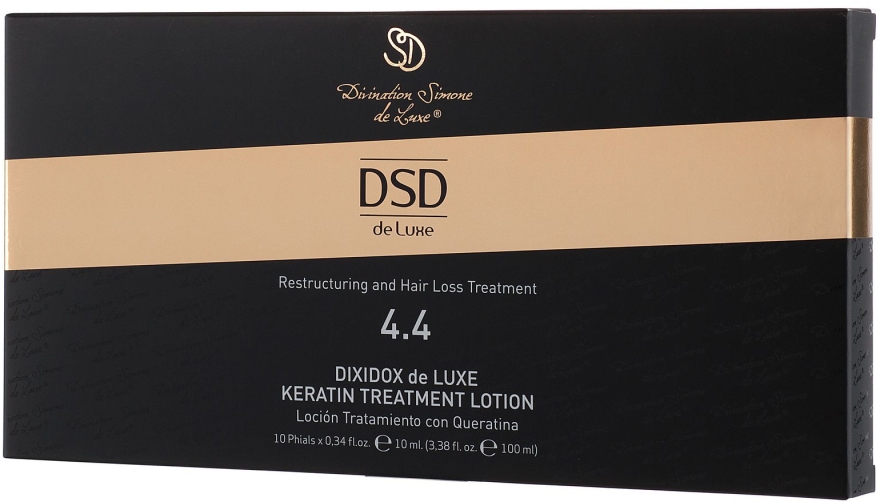 SD
Divination Simone
de Luxe®
DSD
de Luxe
Restructuring and Hair Loss Treatment
4.4
DIXIDOX de LUXE
KERATIN TREATMENT LOTION
Loción Tratamiento con Queratina
10 Phials x 0,34 fl.oz. ℮ 10 ml. (3,38 fl. oz. ℮ 100 ml)